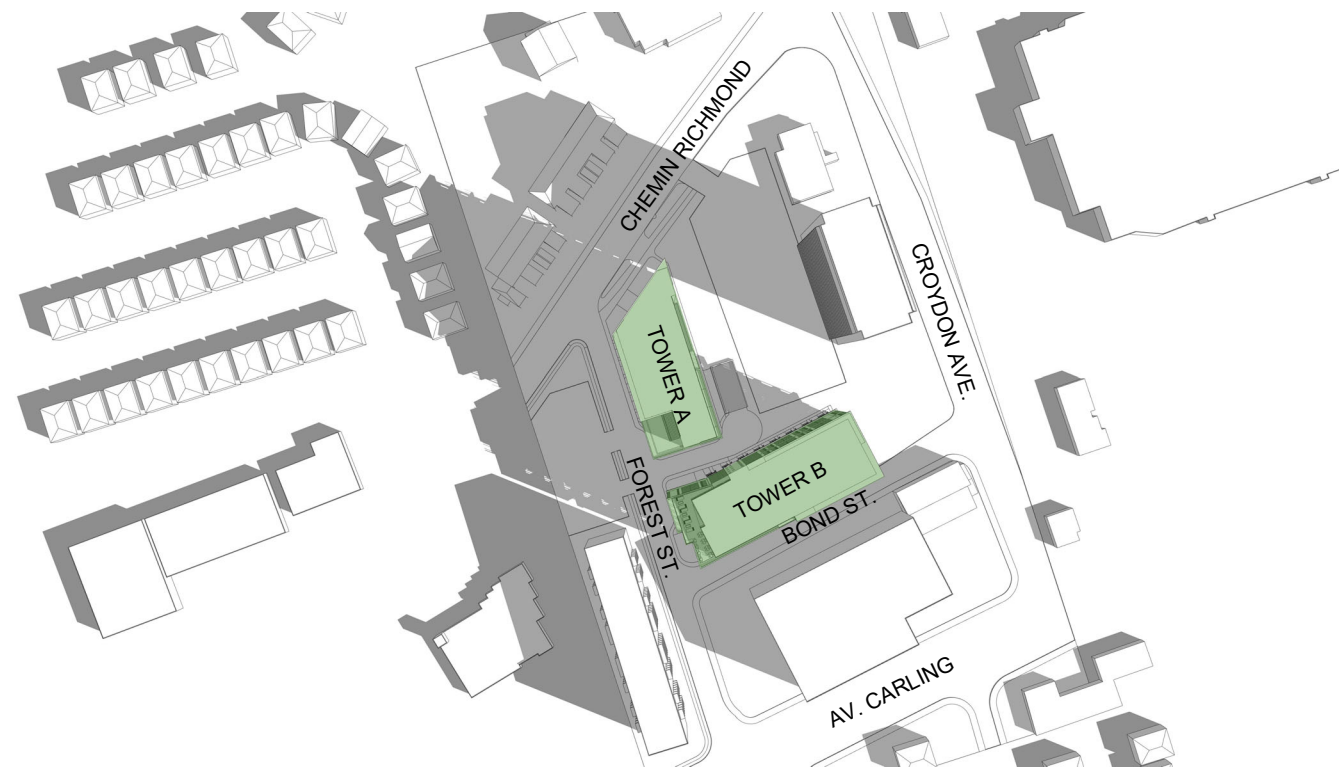 CHEMIN RICHMOND
CROYDON AVE.
TOWER A
TOWER B
FOREST ST.
BOND ST.
AV. CARLING